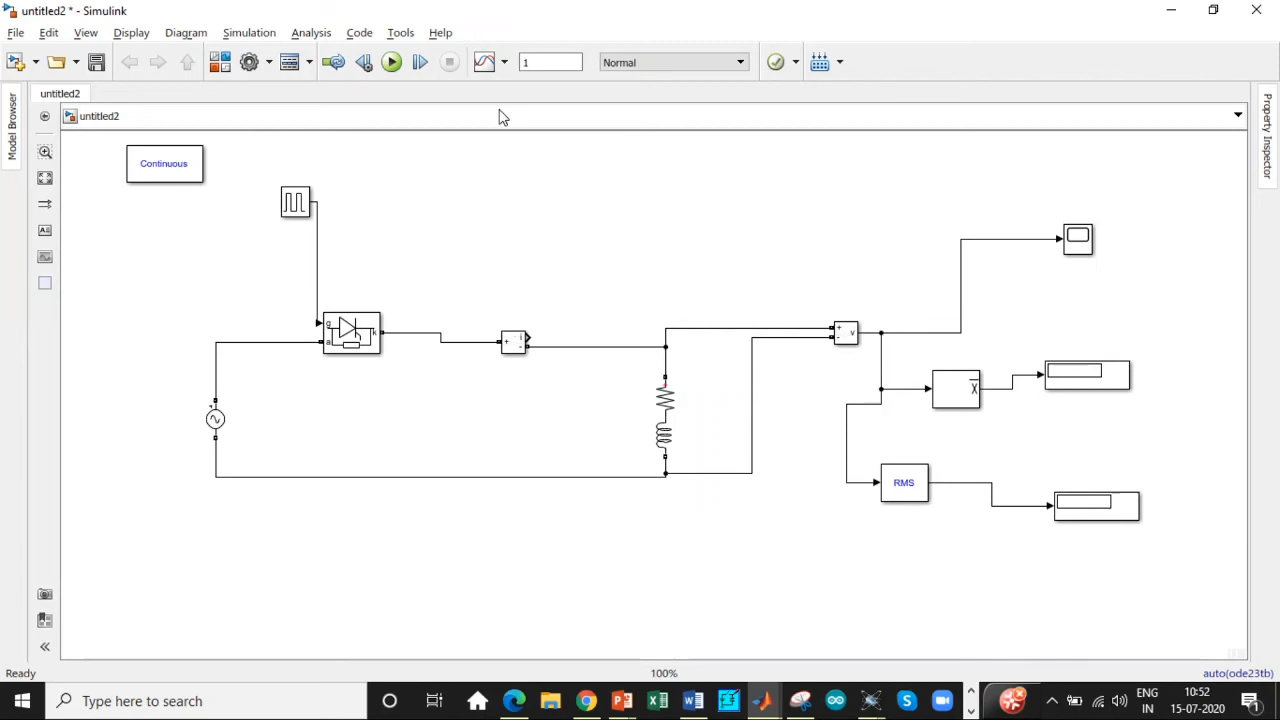 untitled2 * - Simulink
File Edit View Display Diagram Simulation Analysis Code Tools Help
1
Normal
untitled2
untitled2
Model Browser
Property Inspector
Continuous
g
a
k
+
i
-
+
-
v
X
RMS
Ready
100%
auto(ode23tb)
Type here to search
ENG
IN
10:52
15-07-2020
1